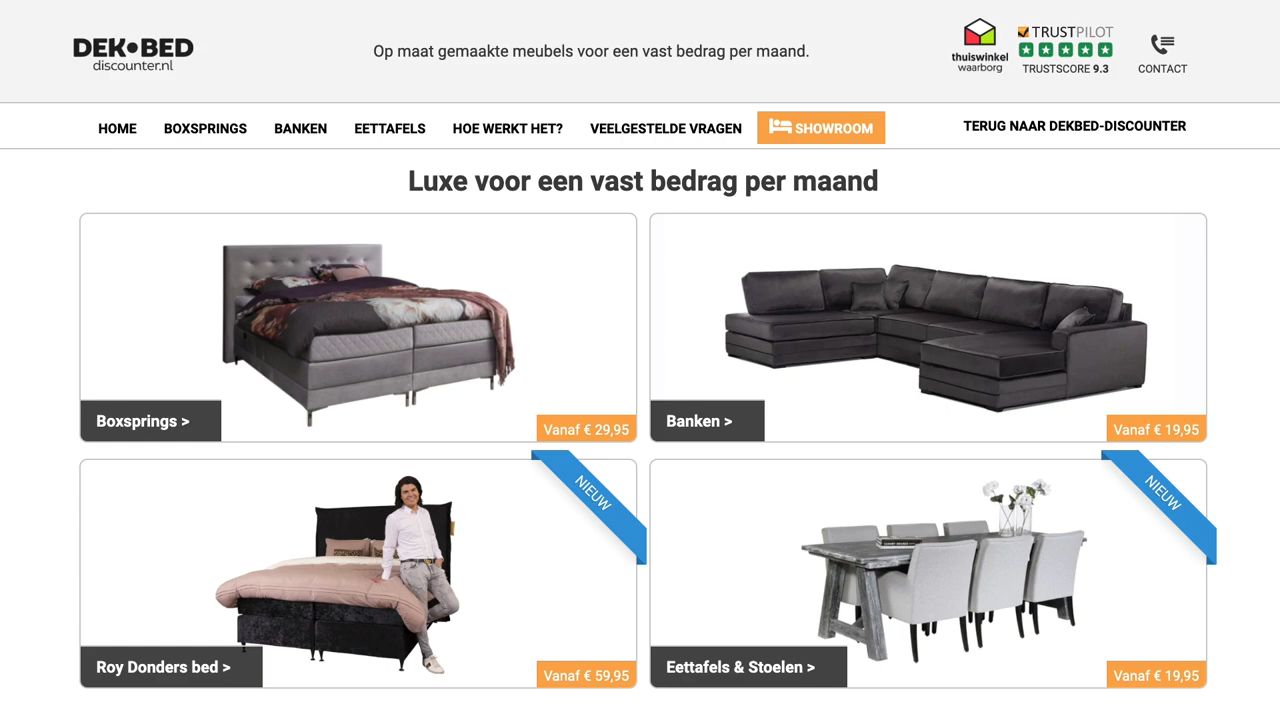 DEK•BED
discounter.nl
Op maat gemaakte meubels voor een vast bedrag per maand.
thuiswinkel
waarborg
TRUSTPILOT
TRUSTSCORE 9.3
CONTACT
HOME BOXSPRINGS BANKEN EETTAFELS HOE WERKT HET? VEELGESTELDE VRAGEN SHOWROOM TERUG NAAR DEKBED-DISCOUNTER
Luxe voor een vast bedrag per maand
Boxsprings >
Vanaf € 29,95
Banken >
Vanaf € 19,95
NIEUW
Roy Donders bed >
Vanaf € 59,95
NIEUW
Eettafels & Stoelen >
Vanaf € 19,95